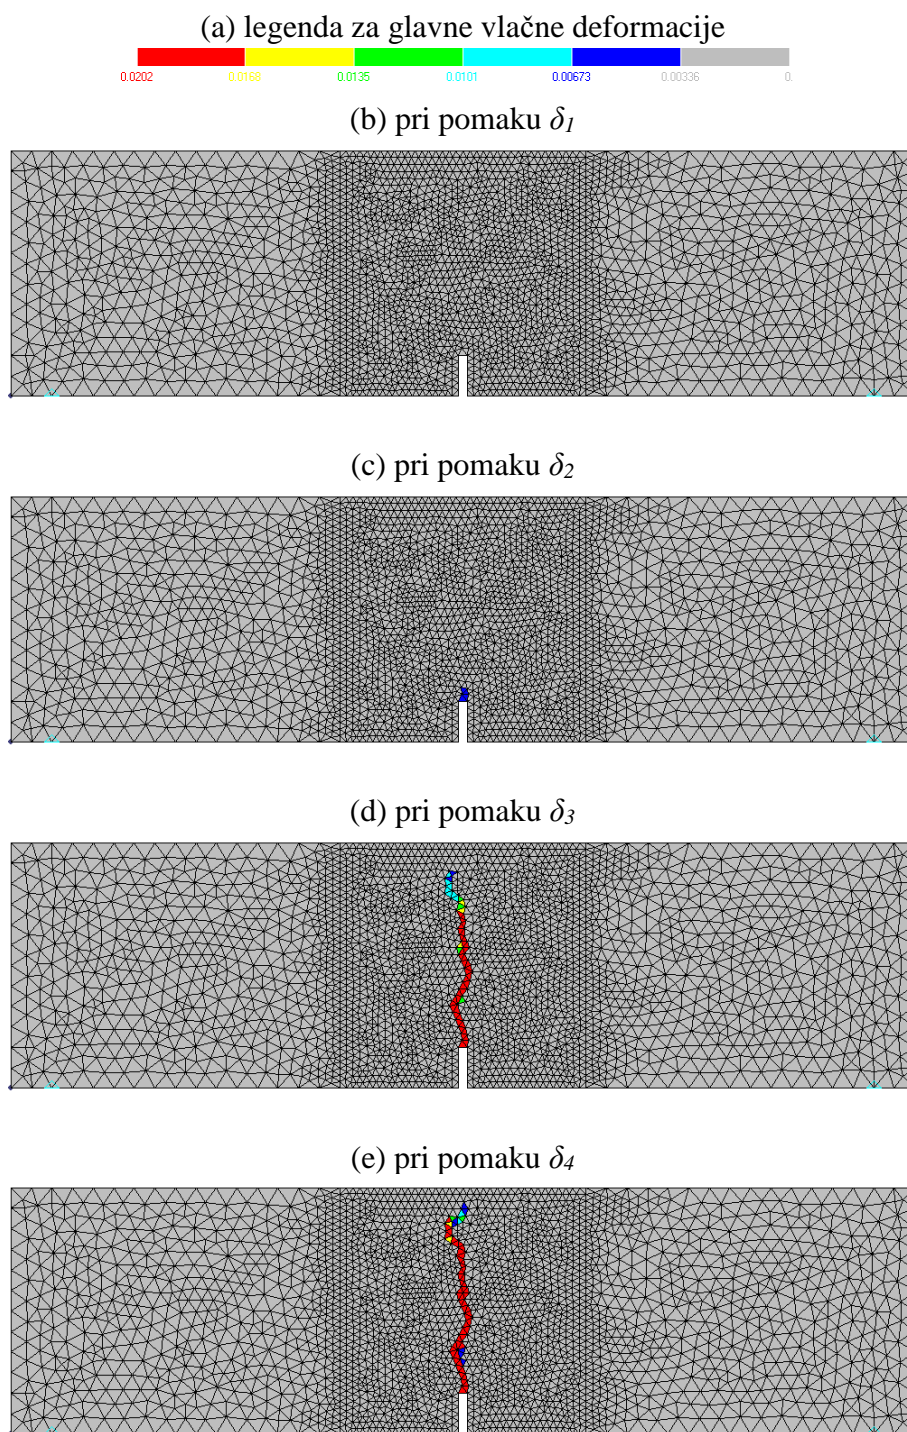 (a) legenda za glavne vlačne deformacije
0.0202 0.0168 0.0135 0.0101 0.00673 0.00336 0.
(b) pri pomaku δ1
(c) pri pomaku δ2
(d) pri pomaku δ3
(e) pri pomaku δ4